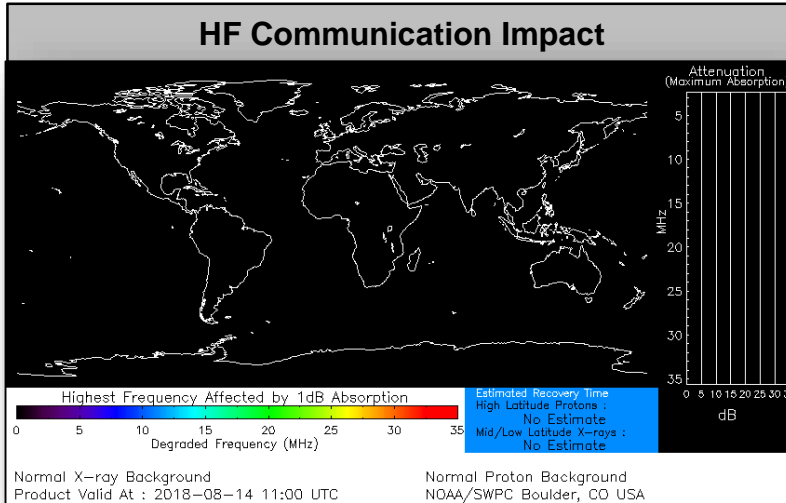 HF Communication Impact
Attenuation
(Maximum Absorption
5
10
15
20
25
30
35
MHz
0 5 10 15 20 25 30 3
dB
Highest Frequency Affected by 1dB Absorption
0 5 10 15 20 25 30 35
Degraded Frequency (MHz)
Estimated Recovery Time
High Latitude Protons :
No Estimate
Mid/Low Latitude X-rays :
No Estimate
Normal X-ray Background
Product Valid At : 2018-08-14 11:00 UTC
Normal Proton Background
NOAA/SWPC Boulder, CO USA